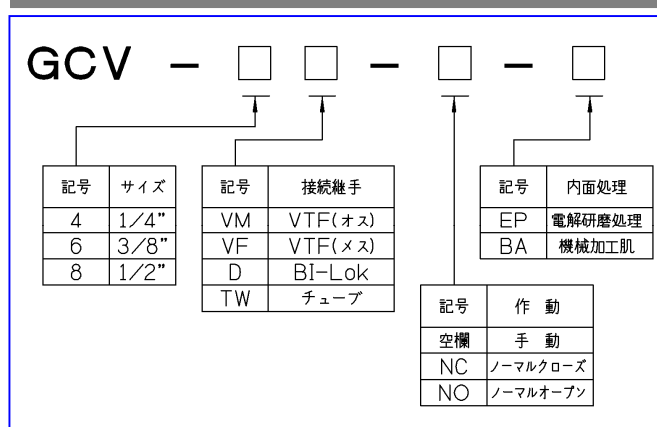 GCV - □ □ - □ - □
記号 サイズ
4 1/4"
6 3/8"
8 1/2"
記号 接続継手
VM VTF(オス)
VF VTF(メス)
D BI-Lok
TW チューブ
記号 内面処理
EP 電解研磨処理
BA 機械加工肌
記号 作 動
空欄 手 動
NC ノーマルクローズ
NO ノーマルオープン